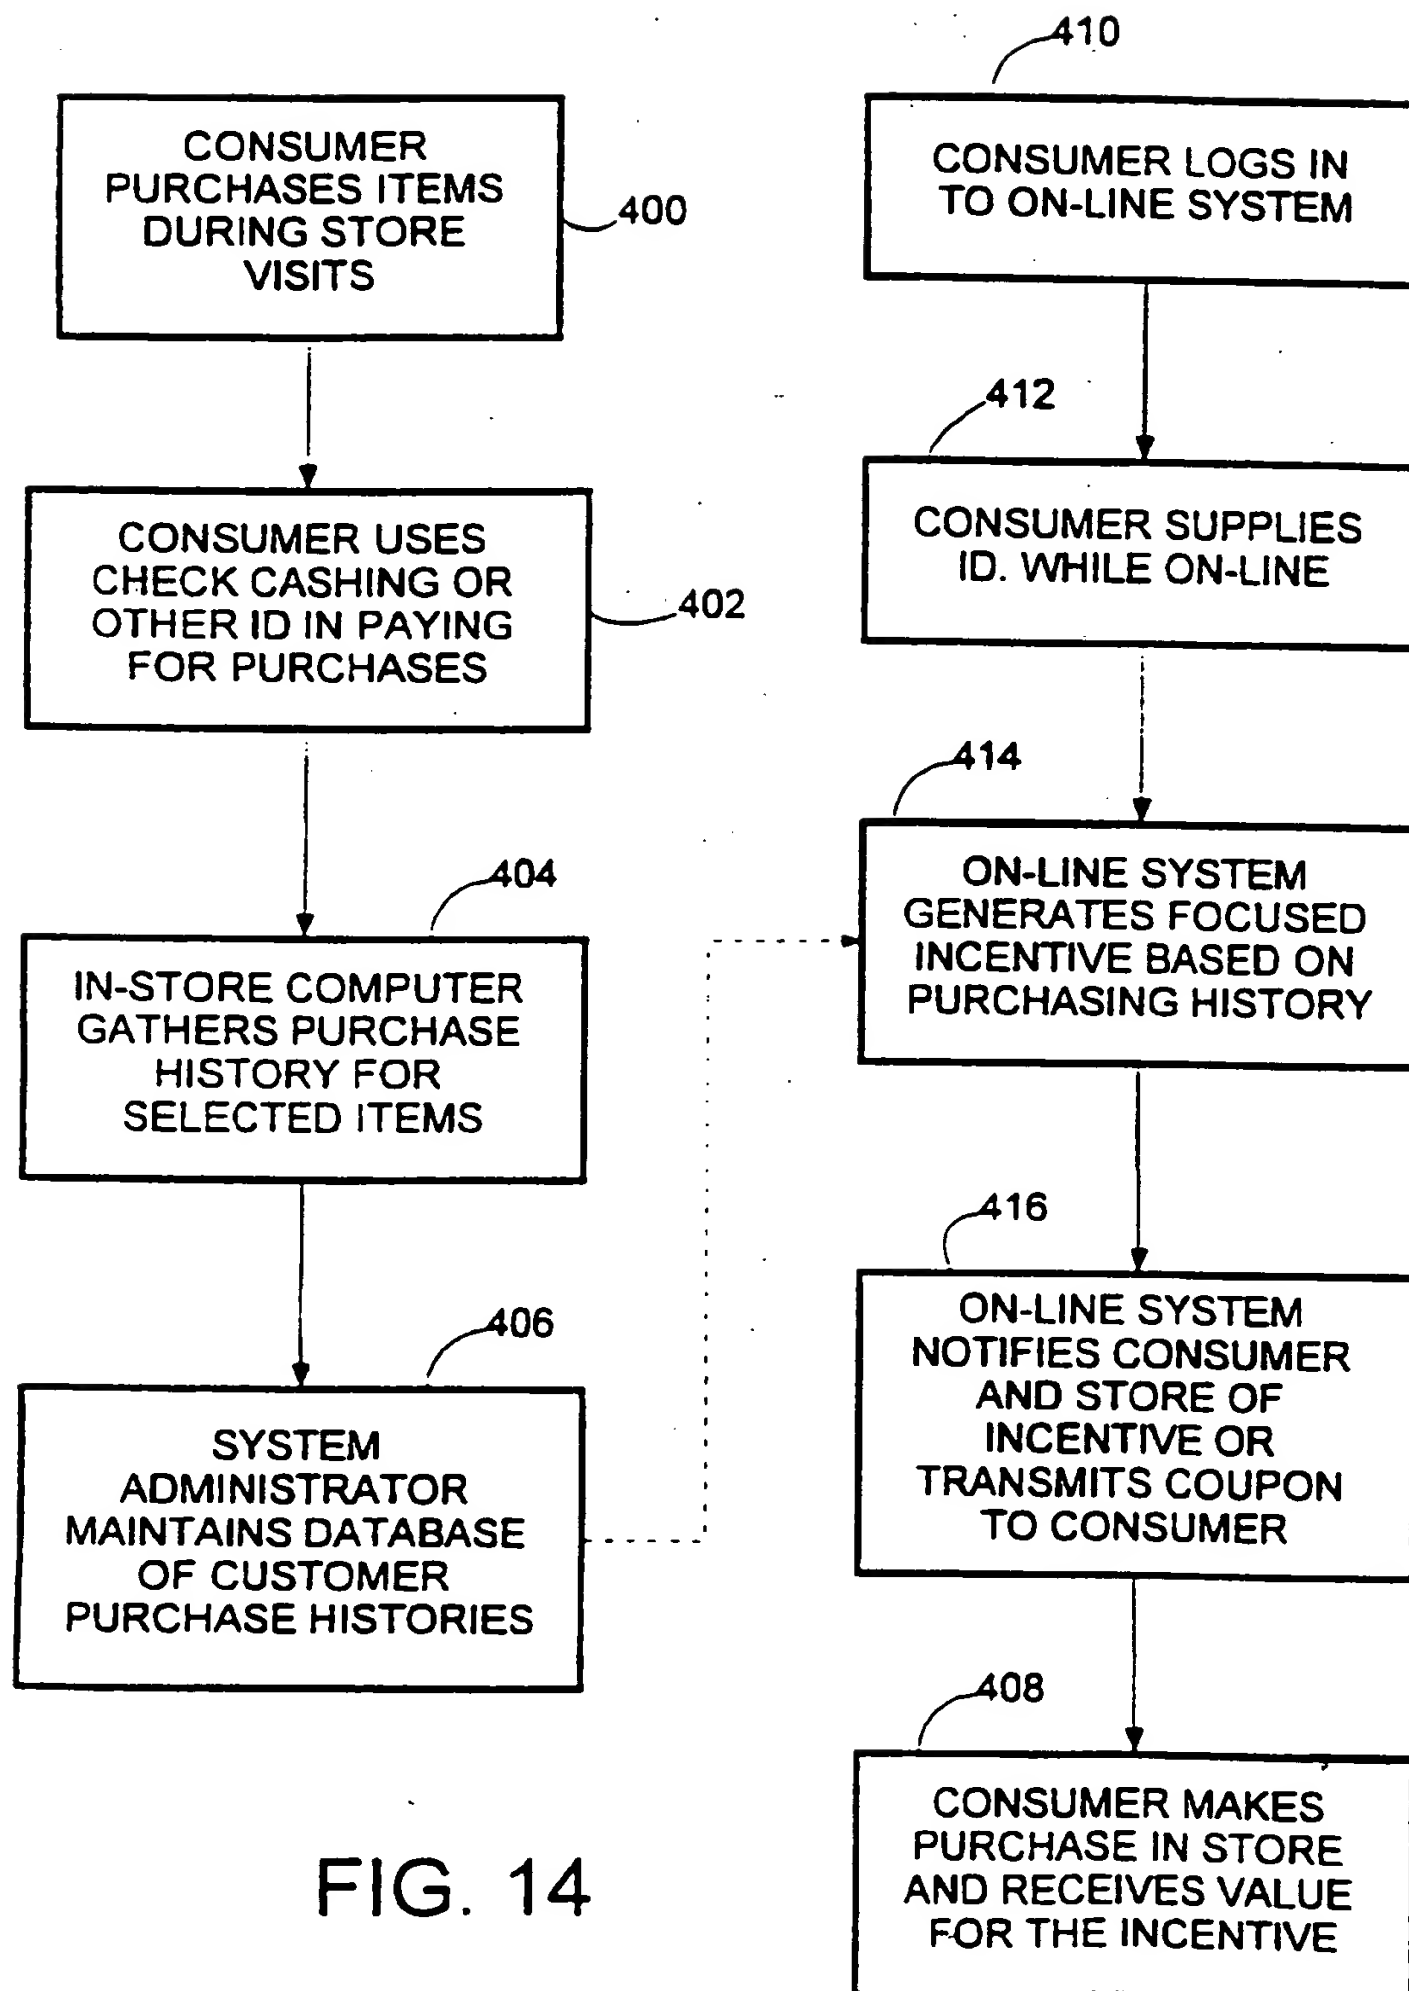 CONSUMER
PURCHASES ITEMS
DURING STORE
VISITS
400
CONSUMER USES
CHECK CASHING OR
OTHER ID IN PAYING
FOR PURCHASES
402
404
IN-STORE COMPUTER
GATHERS PURCHASE
HISTORY FOR
SELECTED ITEMS
406
SYSTEM
ADMINISTRATOR
MAINTAINS DATABASE
OF CUSTOMER
PURCHASE HISTORIES
410
CONSUMER LOGS IN
TO ON-LINE SYSTEM
412
CONSUMER SUPPLIES
ID. WHILE ON-LINE
414
ON-LINE SYSTEM
GENERATES FOCUSED
INCENTIVE BASED ON
PURCHASING HISTORY
416
ON-LINE SYSTEM
NOTIFIES CONSUMER
AND STORE OF
INCENTIVE OR
TRANSMITS COUPON
TO CONSUMER
408
CONSUMER MAKES
PURCHASE IN STORE
AND RECEIVES VALUE
FOR THE INCENTIVE
FIG. 14